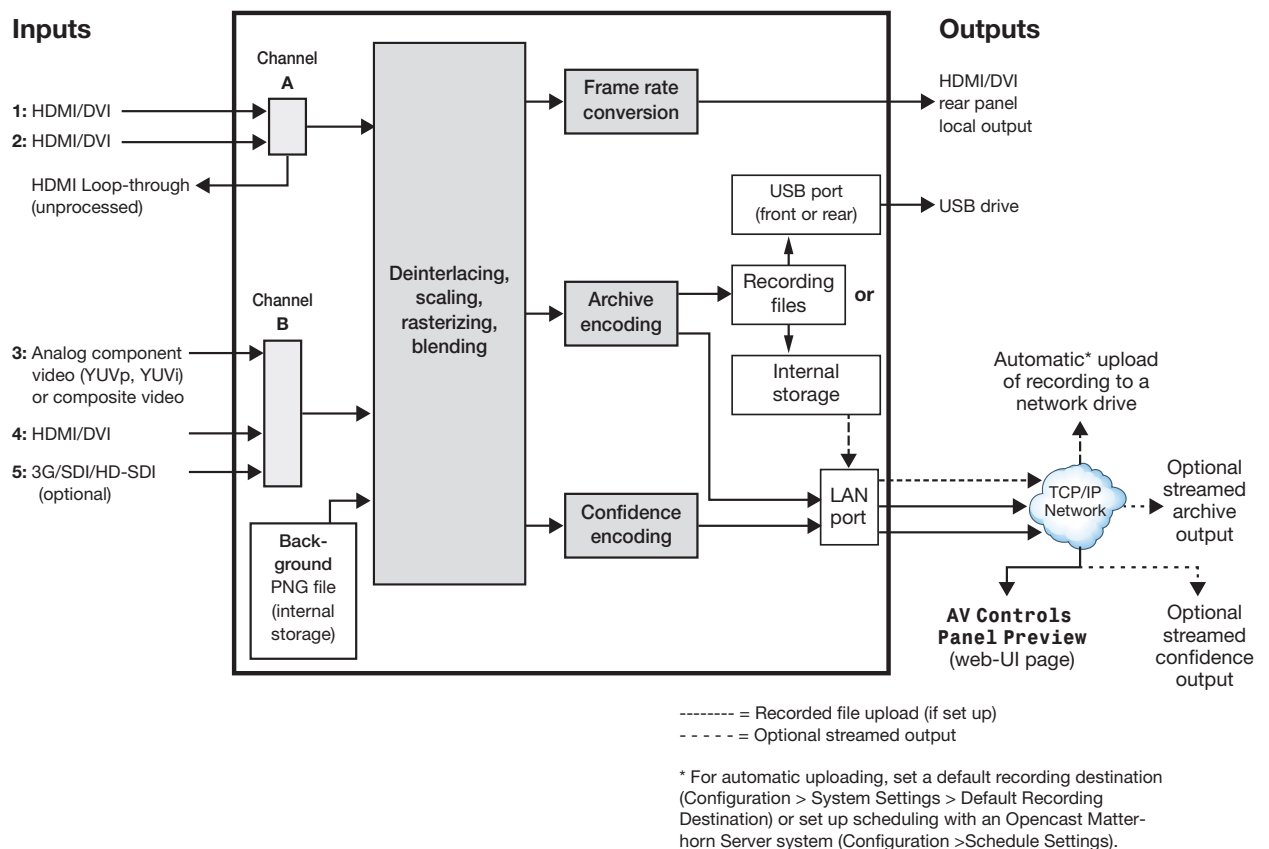 Inputs
Outputs
Channel
A
1: HDMI/DVI
2: HDMI/DVI
HDMI Loop-through
(unprocessed)
Channel
B
3: Analog component
video (YUVp, YUVi)
or composite video
4: HDMI/DVI
5: 3G/SDI/HD-SDI
(optional)
Back-
ground
PNG file
(internal
storage)
Deinterlacing,
scaling,
rasterizing,
blending
Frame rate
conversion
HDMI/DVI
rear panel
local output
USB port
(front or rear)
USB drive
Archive
encoding
Recording
files
or
Internal
storage
Confidence
encoding
LAN
port
TCP/IP
Network
Automatic* upload
of recording to a
network drive
Optional
streamed
archive
output
AV Controls
Panel Preview
(web-UI page)
Optional
streamed
confidence
output
-------- = Recorded file upload (if set up)
- - - - - = Optional streamed output
* For automatic uploading, set a default recording destination
(Configuration > System Settings > Default Recording
Destination) or set up scheduling with an Opencast Matter-
horn Server system (Configuration >Schedule Settings).